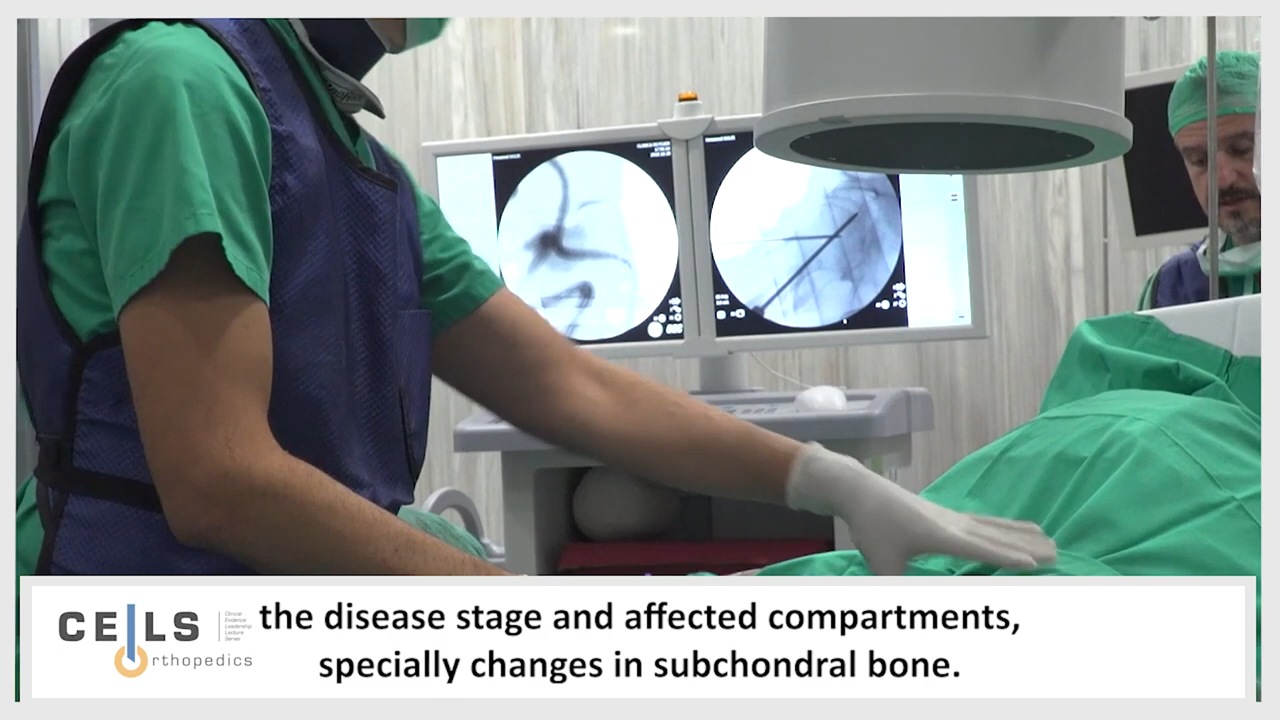 CELLS
Orthopedics
Clinical
Evidence
Leadership
Lecture
Series
the disease stage and affected compartments,
specially changes in subchondral bone.